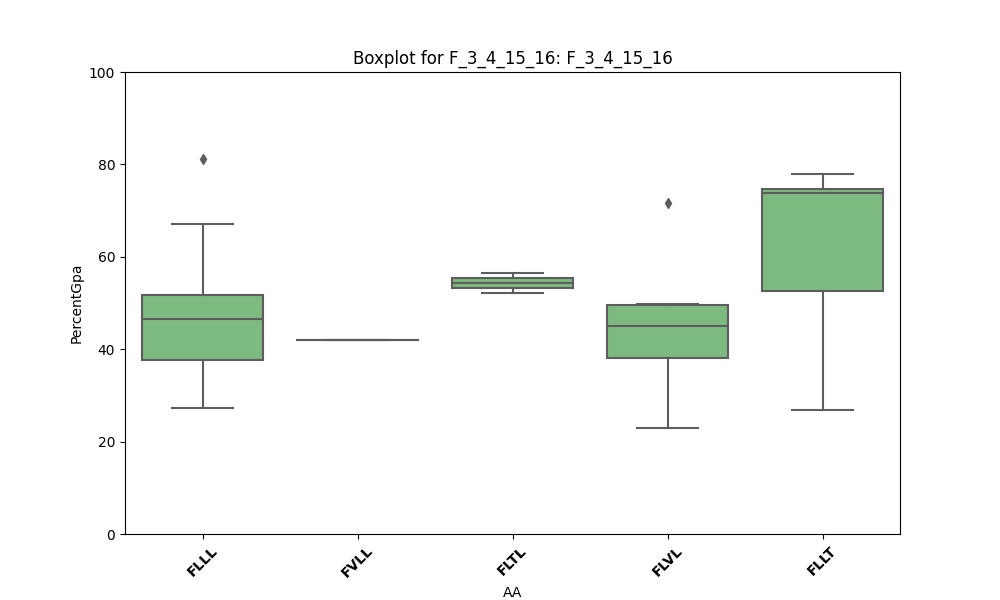 Boxplot for F_3_4_15_16: F_3_4_15_16
100
80
60
40
20
0
PercentGpa
FLLL
FVLL
FLTL
FLVL
FLLT
AA